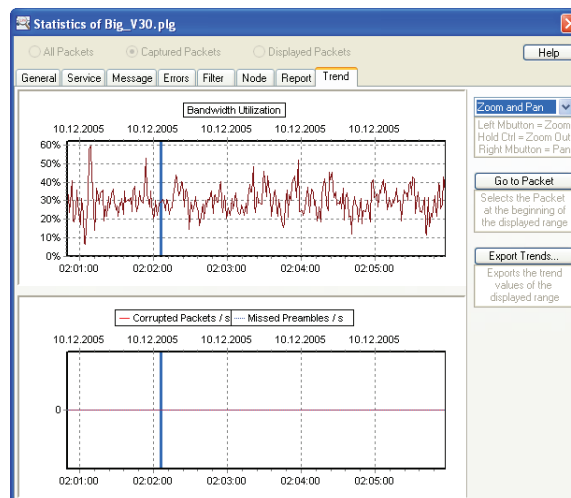 Statistics of Big_V30.plg
All Packets Captured Packets Displayed Packets
Help
General Service Message Errors Filter Node Report Trend
Bandwidth Utilization
10.12.2005 10.12.2005 10.12.2005 10.12.2005 10.12.2005
60%
50%
40%
30%
20%
10%
0%
02:01:00 02:02:00 02:03:00 02:04:00 02:05:00
Corrupted Packets / s Missed Preambles / s
10.12.2005 10.12.2005 10.12.2005 10.12.2005 10.12.2005
0
02:01:00 02:02:00 02:03:00 02:04:00 02:05:00
Zoom and Pan
Left Mbutton = Zoom
Hold Ctrl = Zoom Out
Right Mbutton = Pan
Go to Packet
Selects the Packet
at the beginning of
the displayed range
Export Trends...
Exports the trend
values of the
displayed range